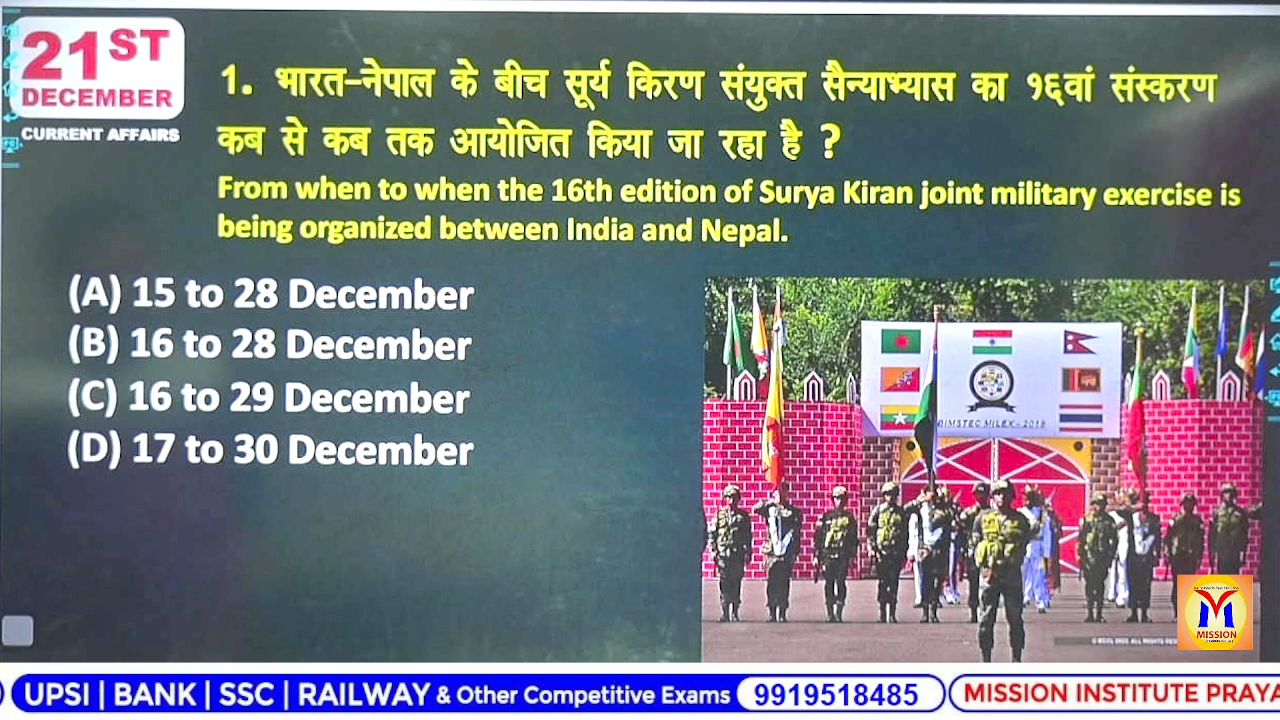 21ST
DECEMBER
CURRENT AFFAIRS
1. भारत-नेपाल के बीच सूर्य किरण संयुक्त सैन्याभ्यास का १६वां संस्करण
कब से कब तक आयोजित किया जा रहा है ?
From when to when the 16th edition of Surya Kiran joint military exercise is
being organized between India and Nepal.
(A) 15 to 28 December
(B) 16 to 28 December
(C) 16 to 29 December
(D) 17 to 30 December
BIMSTEC MILEX - 2018
MISSION
UPSI | BANK | SSC | RAILWAY & Other Competitive Exams
9919518485
MISSION INSTITUTE PRAYA